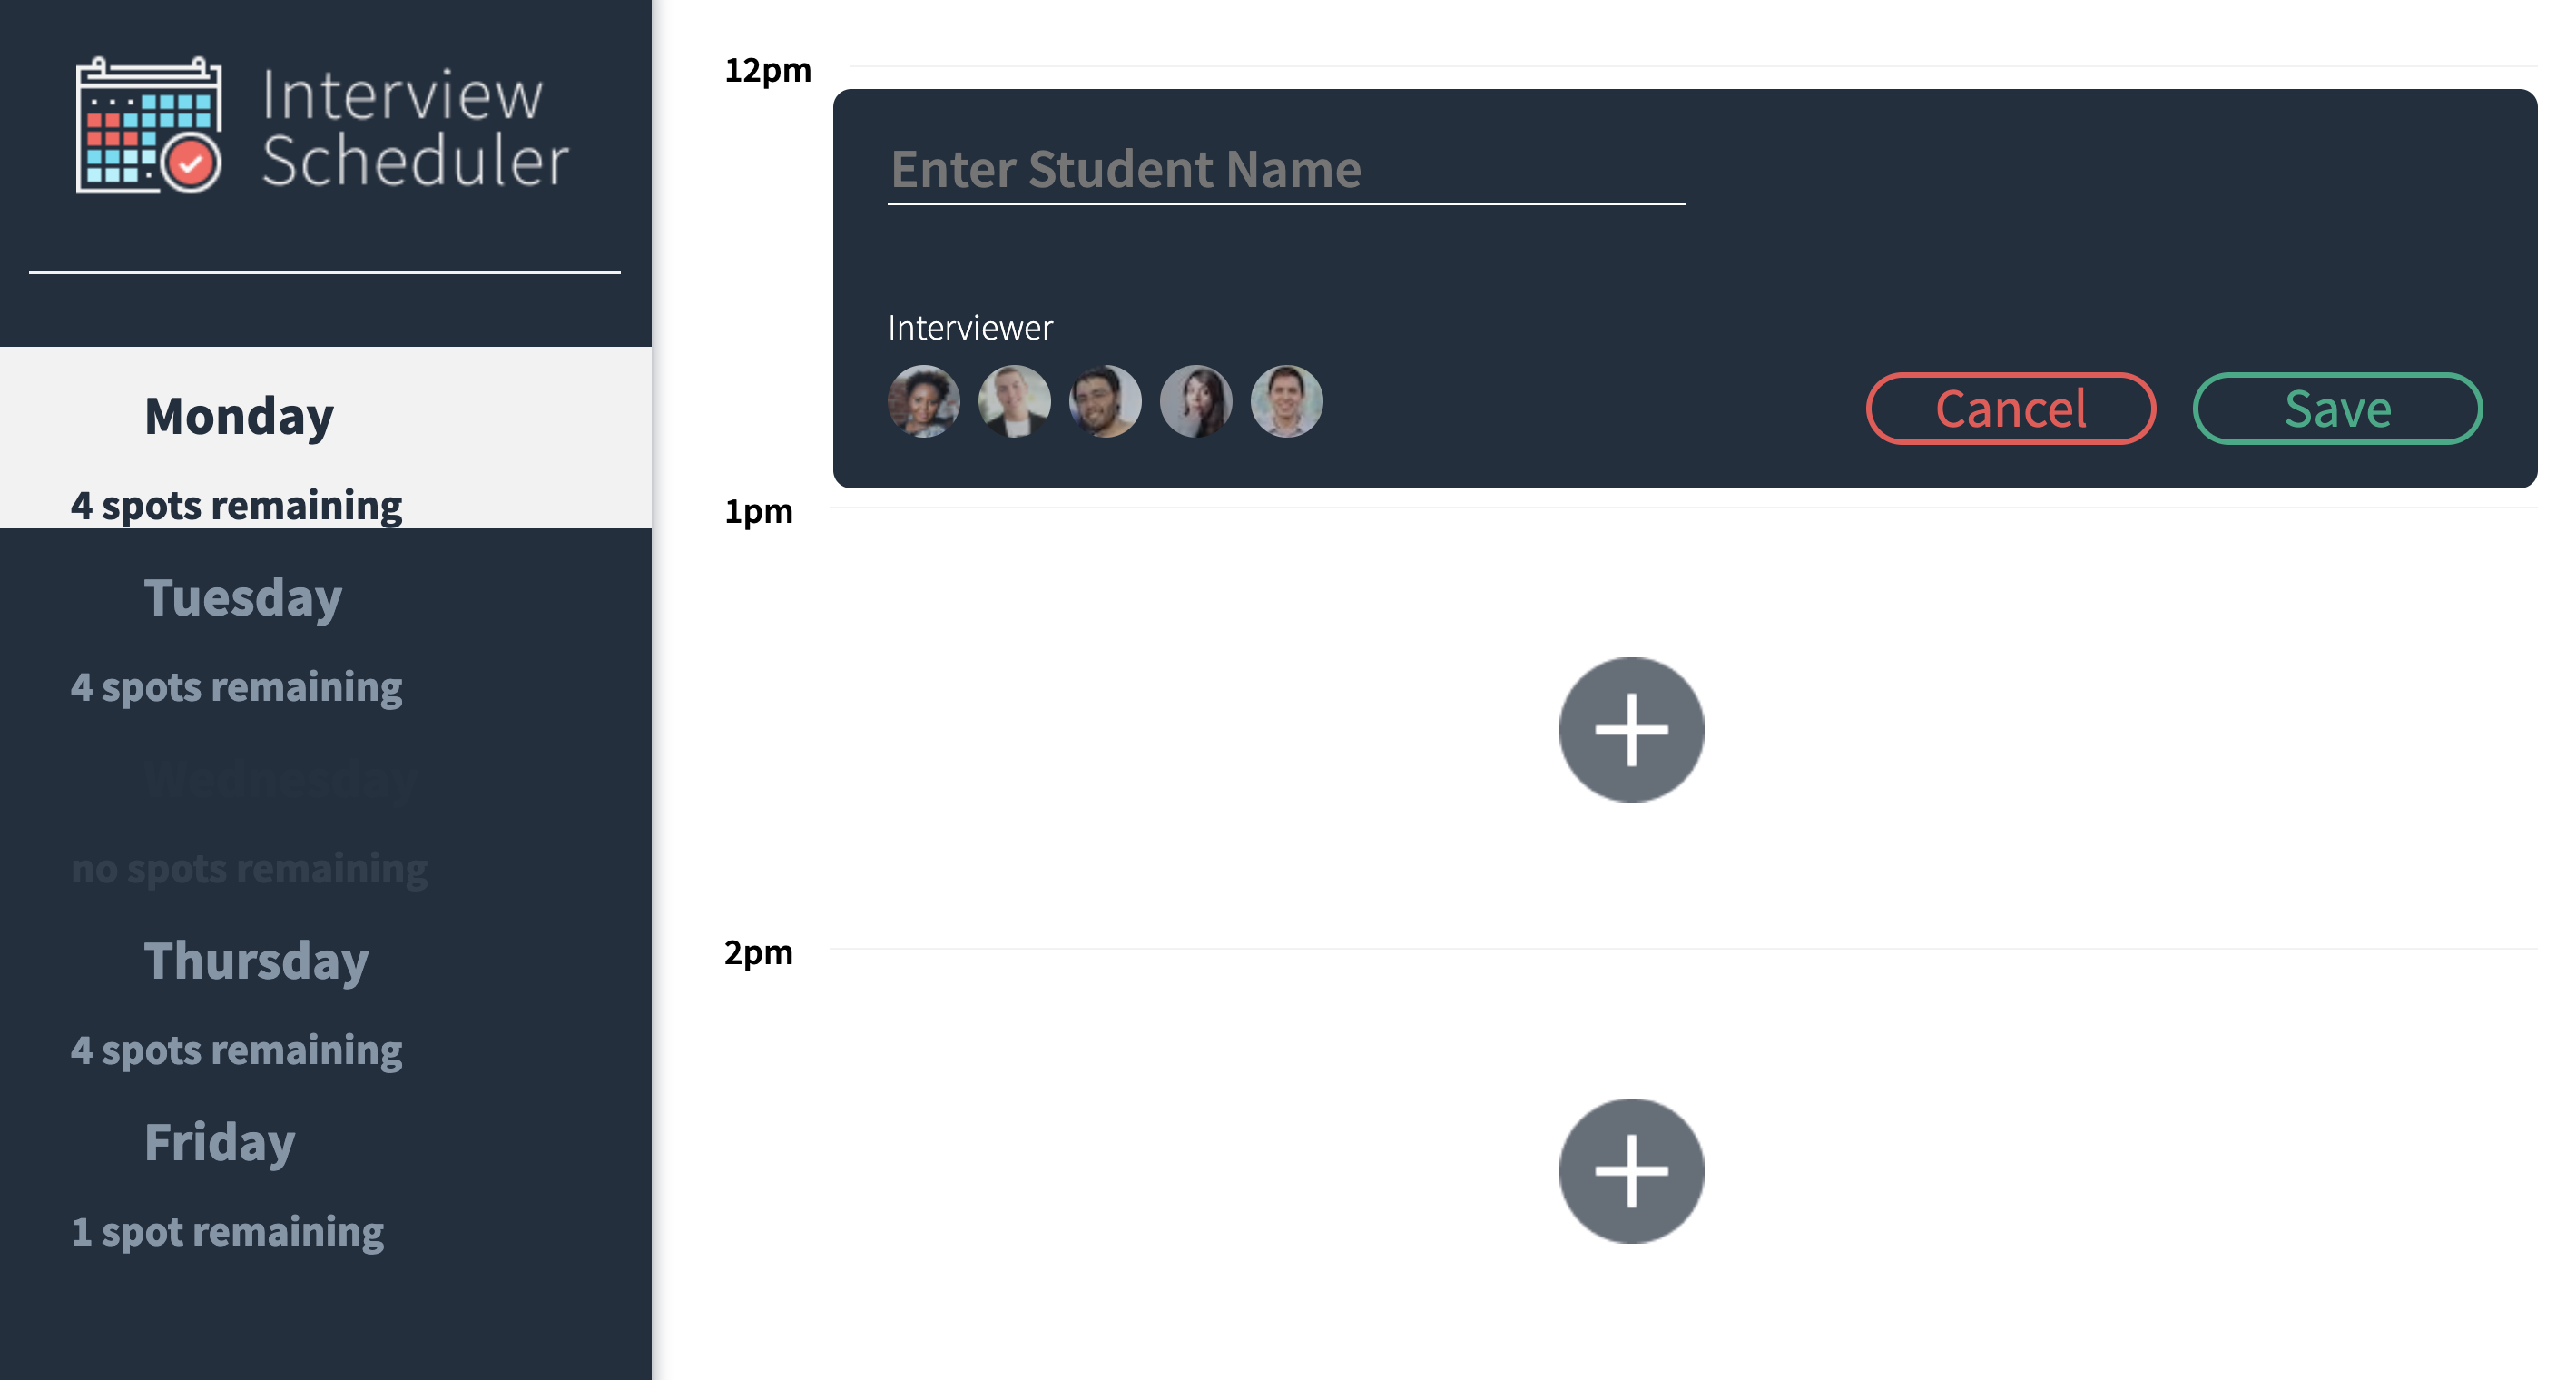 Interview
Scheduler
Monday
4 spots remaining
Tuesday
4 spots remaining
Wednesday
no spots remaining
Thursday
4 spots remaining
Friday
1 spot remaining
12pm
Enter Student Name
Interviewer
Cancel
Save
1pm
2pm